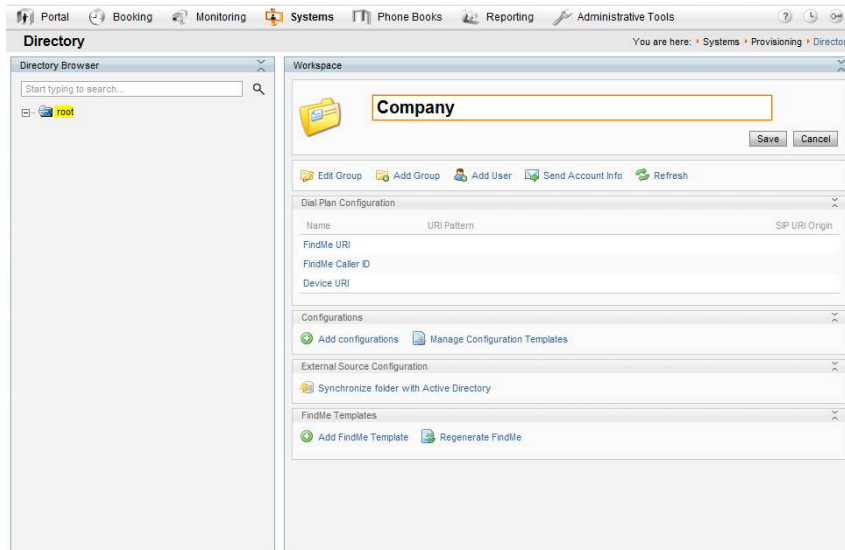 Portal Booking Monitoring Systems Phone Books Reporting Administrative Tools ?
Directory You are here: Systems Provisioning Director
Directory Browser
Start typing to search...
root
Workspace
Company
Save Cancel
Edit Group Add Group Add User Send Account Info Refresh
Dial Plan Configuration
Name URI Pattern SIP URI Origin
FindMe URI
FindMe Caller ID
Device URI
Configurations
Add configurations Manage Configuration Templates
External Source Configuration
Synchronize folder with Active Directory
FindMe Templates
Add FindMe Template Regenerate FindMe